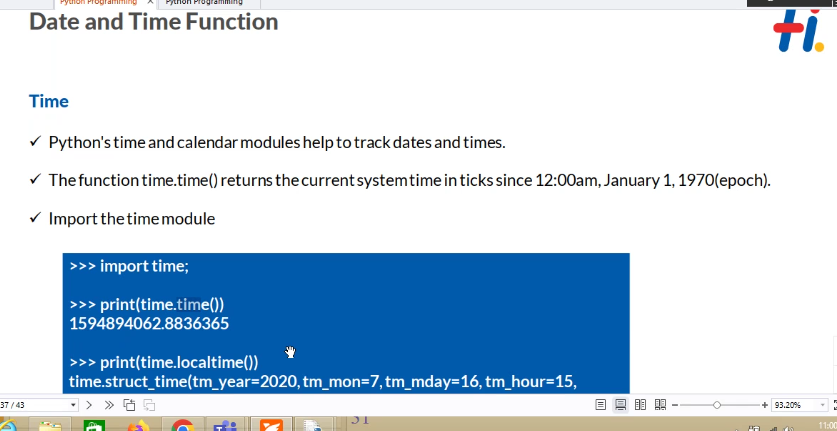 Python Programming
Python Programming
Date and Time Function
Time
✓ Python's time and calendar modules help to track dates and times.
✓ The function time.time() returns the current system time in ticks since 12:00am, January 1, 1970(epoch).
✓ Import the time module
>>> import time;
>>> print(time.time())
1594894062.8836365
>>> print(time.localtime())
time.struct_time(tm_year=2020, tm_mon=7, tm_mday=16, tm_hour=15,
37 / 43
93.20%